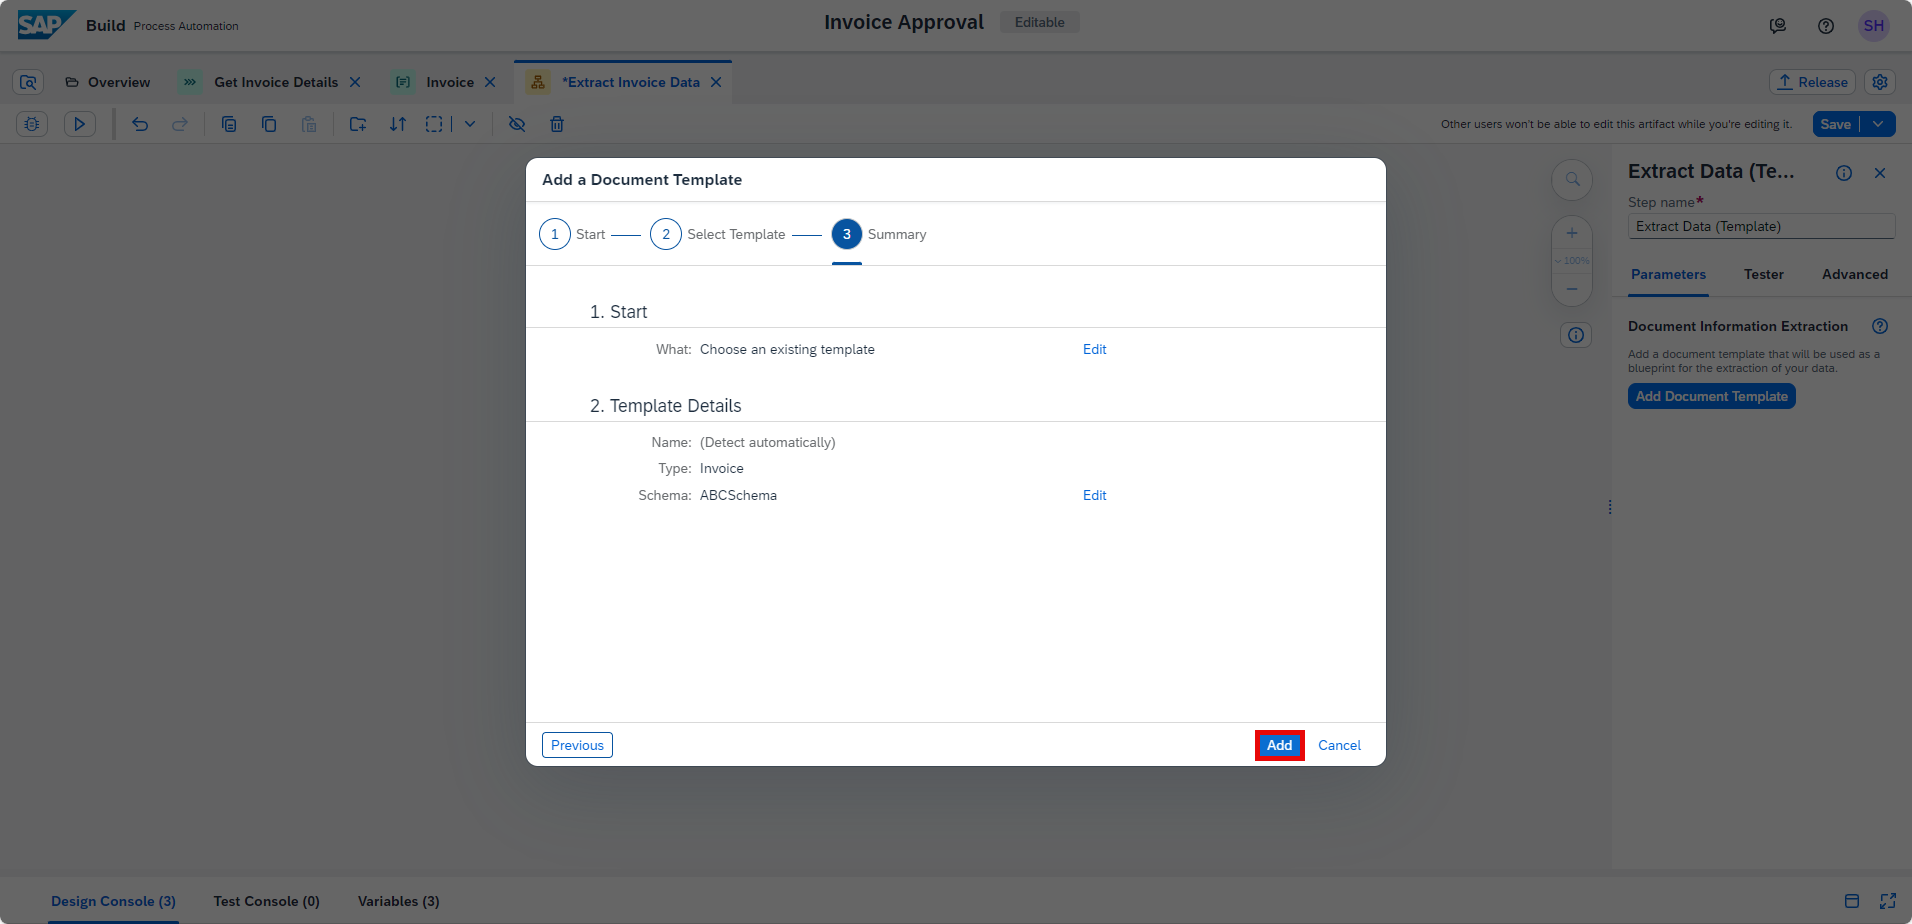 SAP Build Process Automation
Invoice Approval Editable
SH
Overview
Get Invoice Details
Invoice
*Extract Invoice Data
Release
Other users won't be able to edit this artifact while you're editing it.
Save
Add a Document Template
1 Start
2 Select Template
3 Summary
1. Start
What: Choose an existing template Edit
2. Template Details
Name: (Detect automatically)
Type: Invoice
Schema: ABCSchema Edit
Previous
Add
Cancel
100%
Extract Data (Te...
Step name*
Extract Data (Template)
Parameters Tester Advanced
Document Information Extraction
Add a document template that will be used as a
blueprint for the extraction of your data.
Add Document Template
Design Console (3) Test Console (0) Variables (3)